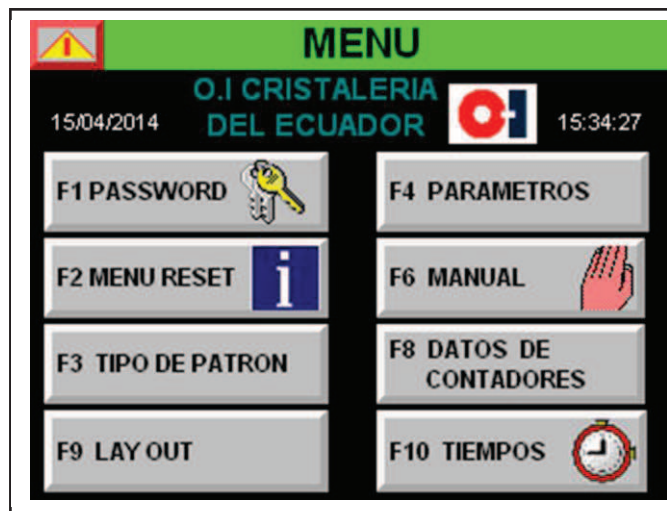 MENU
O.I CRISTALERIA
DEL ECUADOR
15/04/2014
15:34:27
F1 PASSWORD
F4 PARAMETROS
F2 MENU RESET
i
F6 MANUAL
F3 TIPO DE PATRON
F8 DATOS DE
CONTADORES
F9 LAY OUT
F10 TIEMPOS